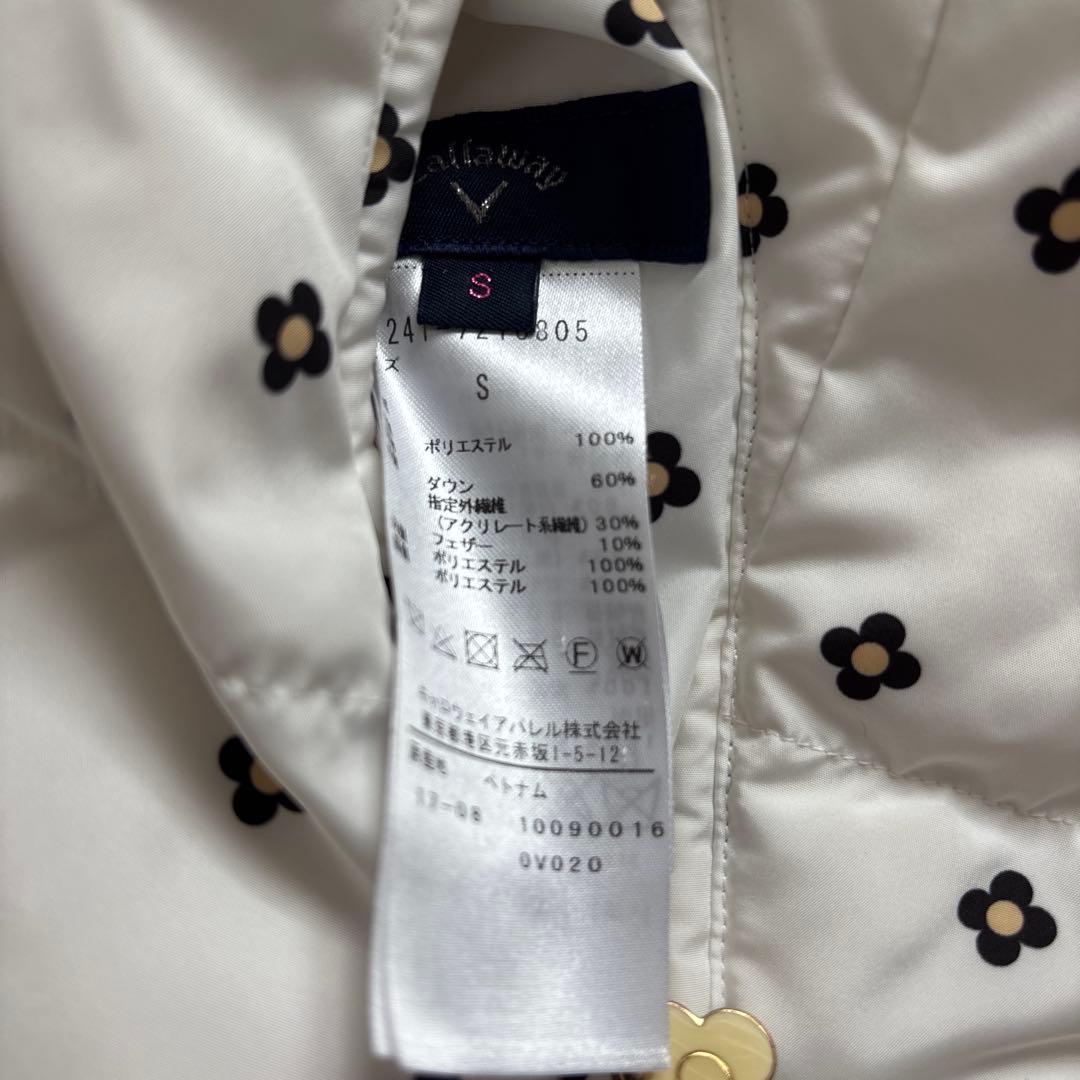 Callaway
S
805
ズ
S
ポリエステル 100%
ダウン 60%
指定外繊維
(アクリレート系繊維) 30%
フェザー 10%
ポリエステル 100%
ポリエステル 100%
F W
キャロウェイアパレル株式会社
東京都港区元赤坂1-5-12
原産地 ベトナム
10090016
0V020